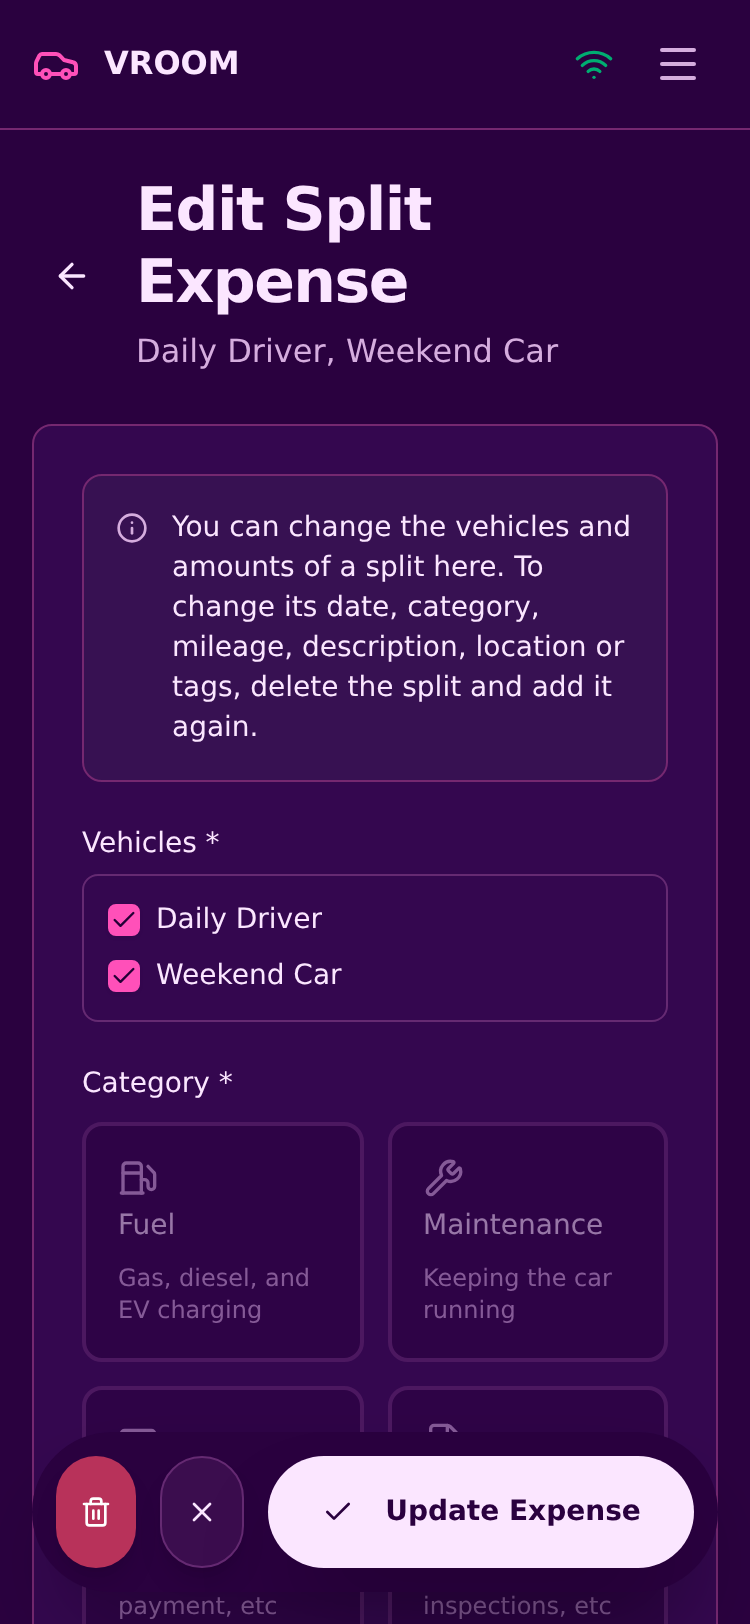 VROOM
Edit Split
Expense
Daily Driver, Weekend Car
You can change the vehicles and
amounts of a split here. To
change its date, category,
mileage, description, location or
tags, delete the split and add it
again.
Vehicles *
Daily Driver
Weekend Car
Category *
Fuel
Gas, diesel, and
EV charging
Maintenance
Keeping the car
running
Update Expense
payment, etc
inspections, etc